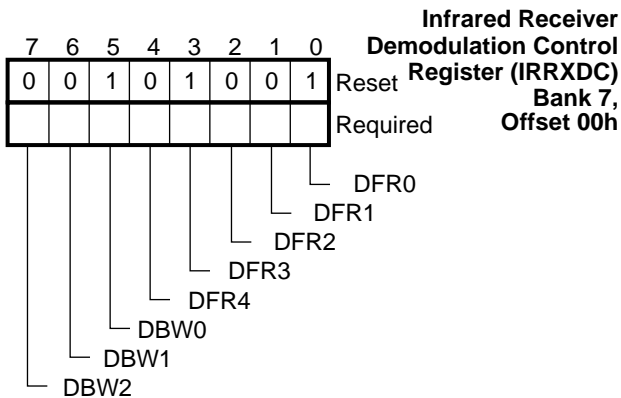 Infrared Receiver
Demodulation Control
Register (IRRXDC)
Bank 7,
Offset 00h
7 6 5 4 3 2 1 0
0 0 1 0 1 0 0 1 Reset
Required
DFR0
DFR1
DFR2
DFR3
DFR4
DBW0
DBW1
DBW2